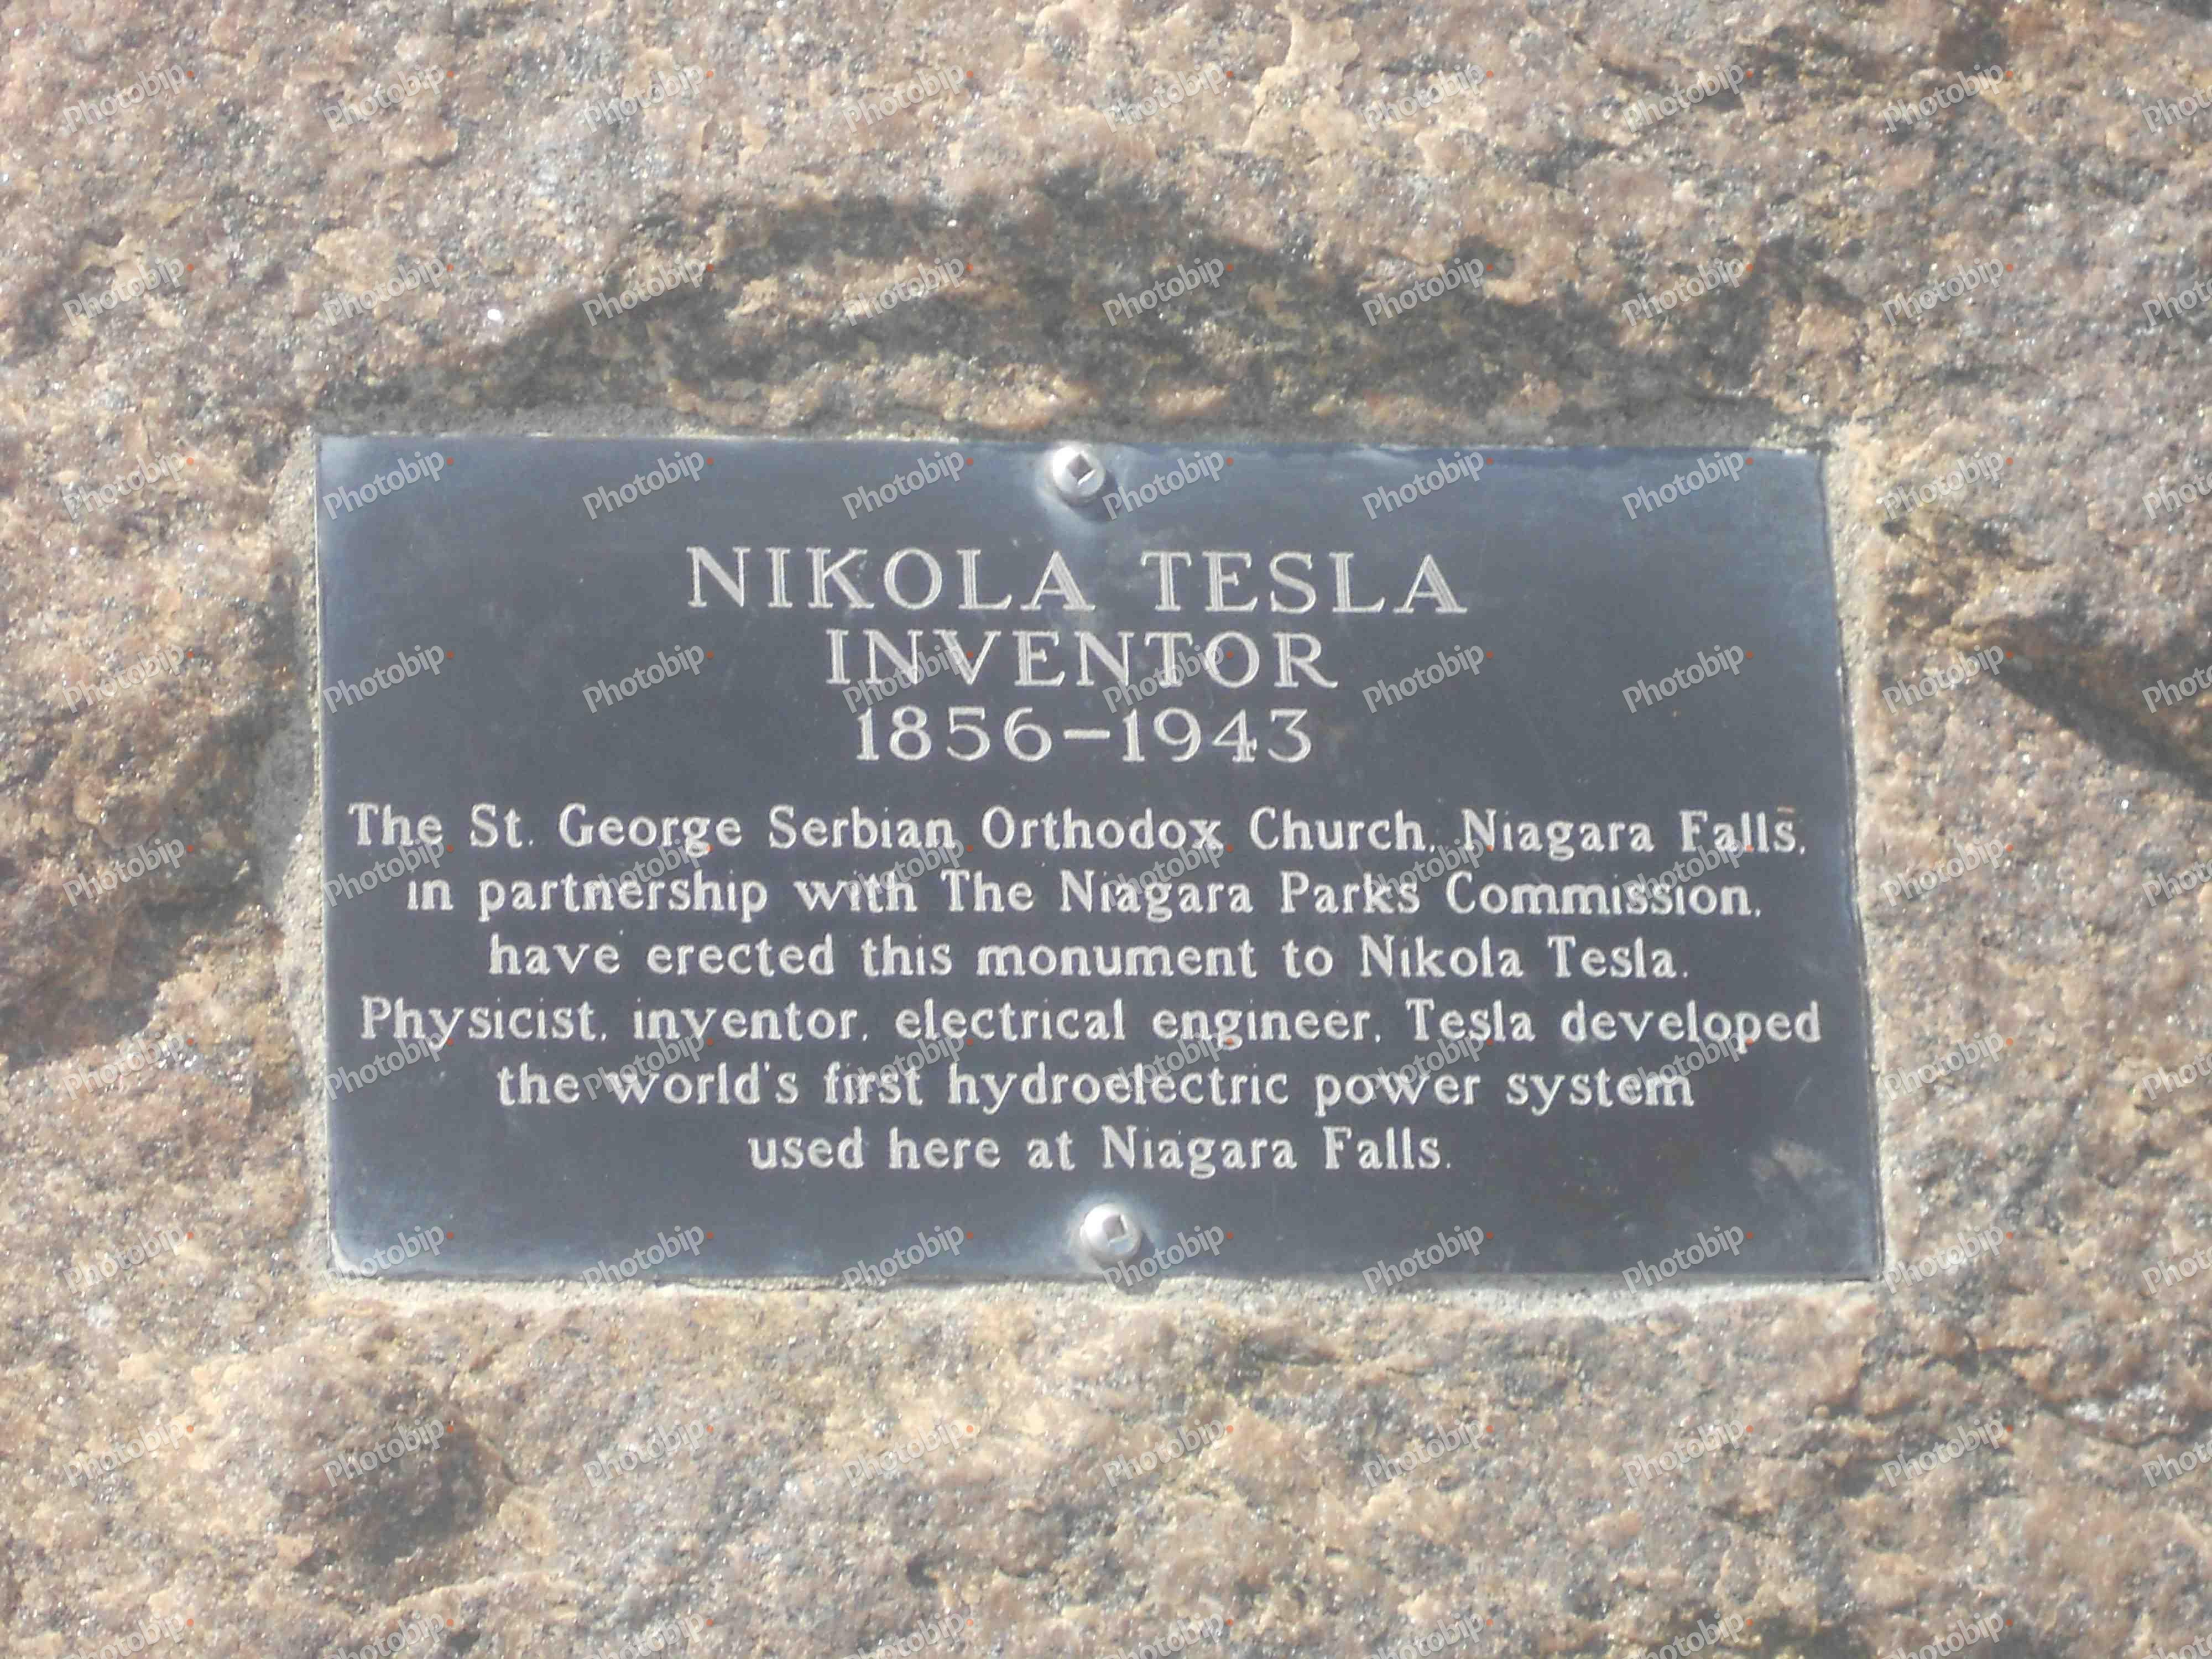 NIKOLA TESLA
INVENTOR
1856-1943
The St. George Serbian Orthodox Church, Niagara Falls,
in partnership with The Niagara Parks Commission,
have erected this monument to Nikola Tesla.
Physicist, inventor, electrical engineer, Tesla developed
the world's first hydroelectric power system
used here at Niagara Falls.
Photobip